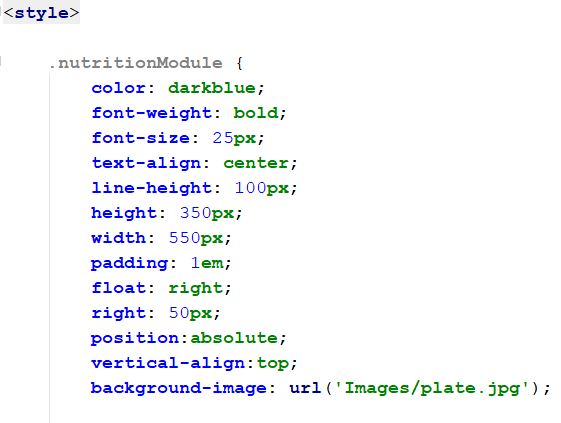 <style>
.nutritionModule {
color: darkblue;
font-weight: bold;
font-size: 25px;
text-align: center;
line-height: 100px;
height: 350px;
width: 550px;
padding: 1em;
float: right;
right: 50px;
position:absolute;
vertical-align:top;
background-image: url('Images/plate.jpg');